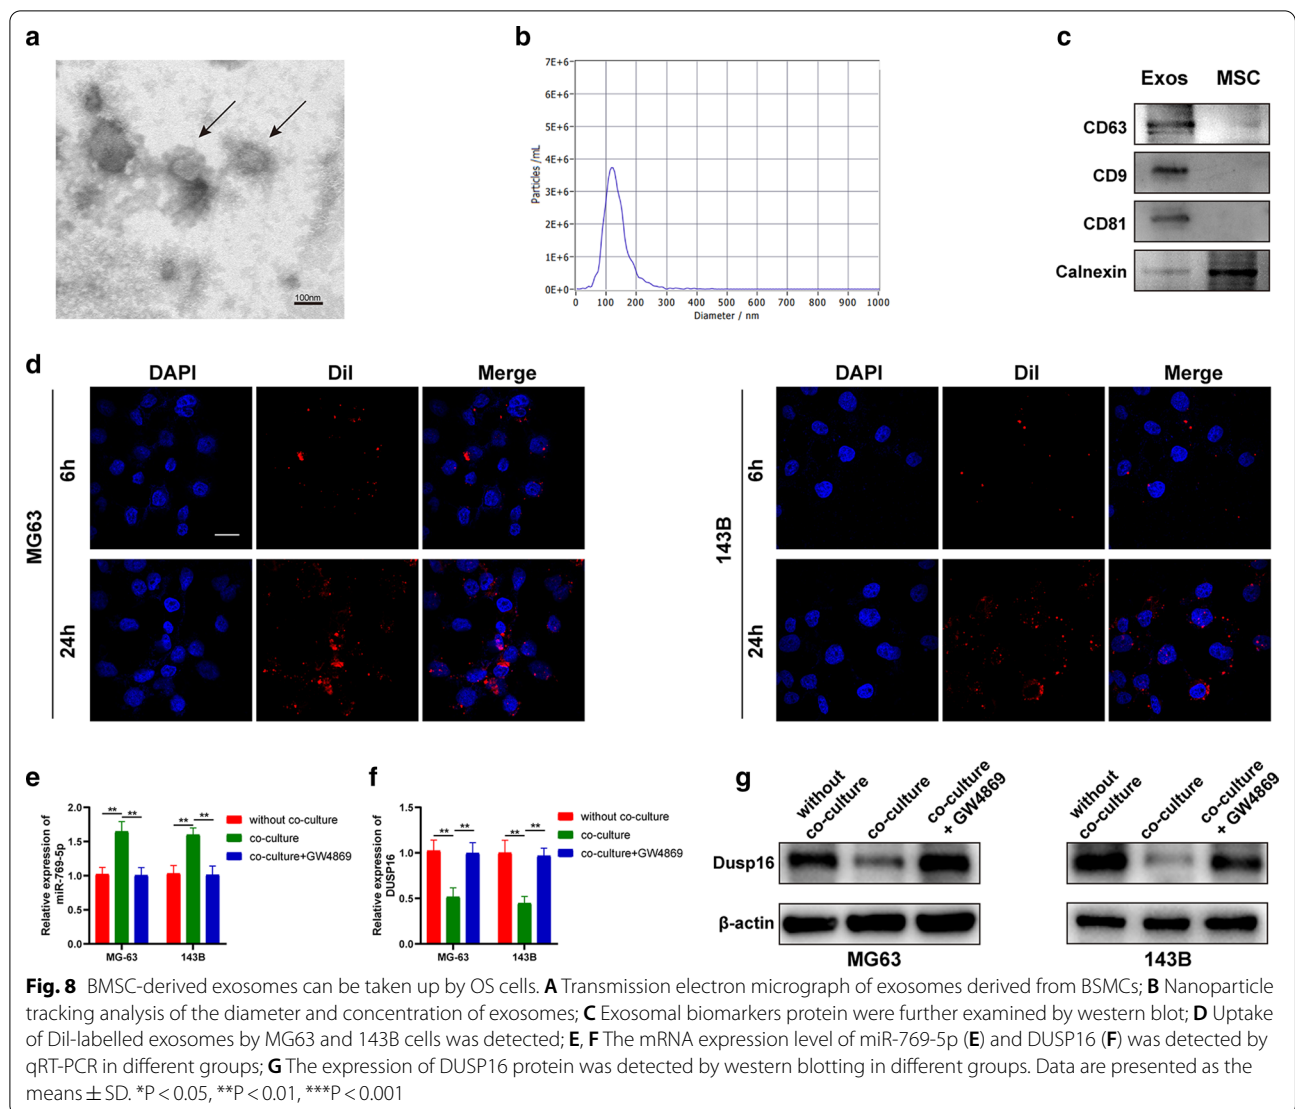 a
100nm
b
7E+6
6E+6
5E+6
4E+6
3E+6
2E+6
1E+6
0E+0
Particles /mL
0 100 200 300 400 500 600 700 800 900 1000
Diameter / nm
c
Exos MSC
CD63
CD9
CD81
Calnexin
d
DAPI DiI Merge
MG63
6h
24h
DAPI DiI Merge
143B
6h
24h
e
Relative expression of
miR-769-5p
2.0
1.5
1.0
0.5
0.0
** ** ** **
MG-63 143B
without co-culture
co-culture
co-culture+GW4869
f
Relative expression of
DUSP16
1.5
1.0
0.5
0.0
** ** ** **
MG-63 143B
without co-culture
co-culture
co-culture+GW4869
g
without
co-culture
co-culture
co-culture
+ GW4869
without
co-culture
co-culture
co-culture
+ GW4869
Dusp16
β-actin
MG63 143B
Fig. 8 BMSC-derived exosomes can be taken up by OS cells. A Transmission electron micrograph of exosomes derived from BSMCs; B Nanoparticle
tracking analysis of the diameter and concentration of exosomes; C Exosomal biomarkers protein were further examined by western blot; D Uptake
of DiI-labelled exosomes by MG63 and 143B cells was detected; E, F The mRNA expression level of miR-769-5p (E) and DUSP16 (F) was detected by
qRT-PCR in different groups; G The expression of DUSP16 protein was detected by western blotting in different groups. Data are presented as the
means ± SD. *P < 0.05, **P < 0.01, ***P < 0.001